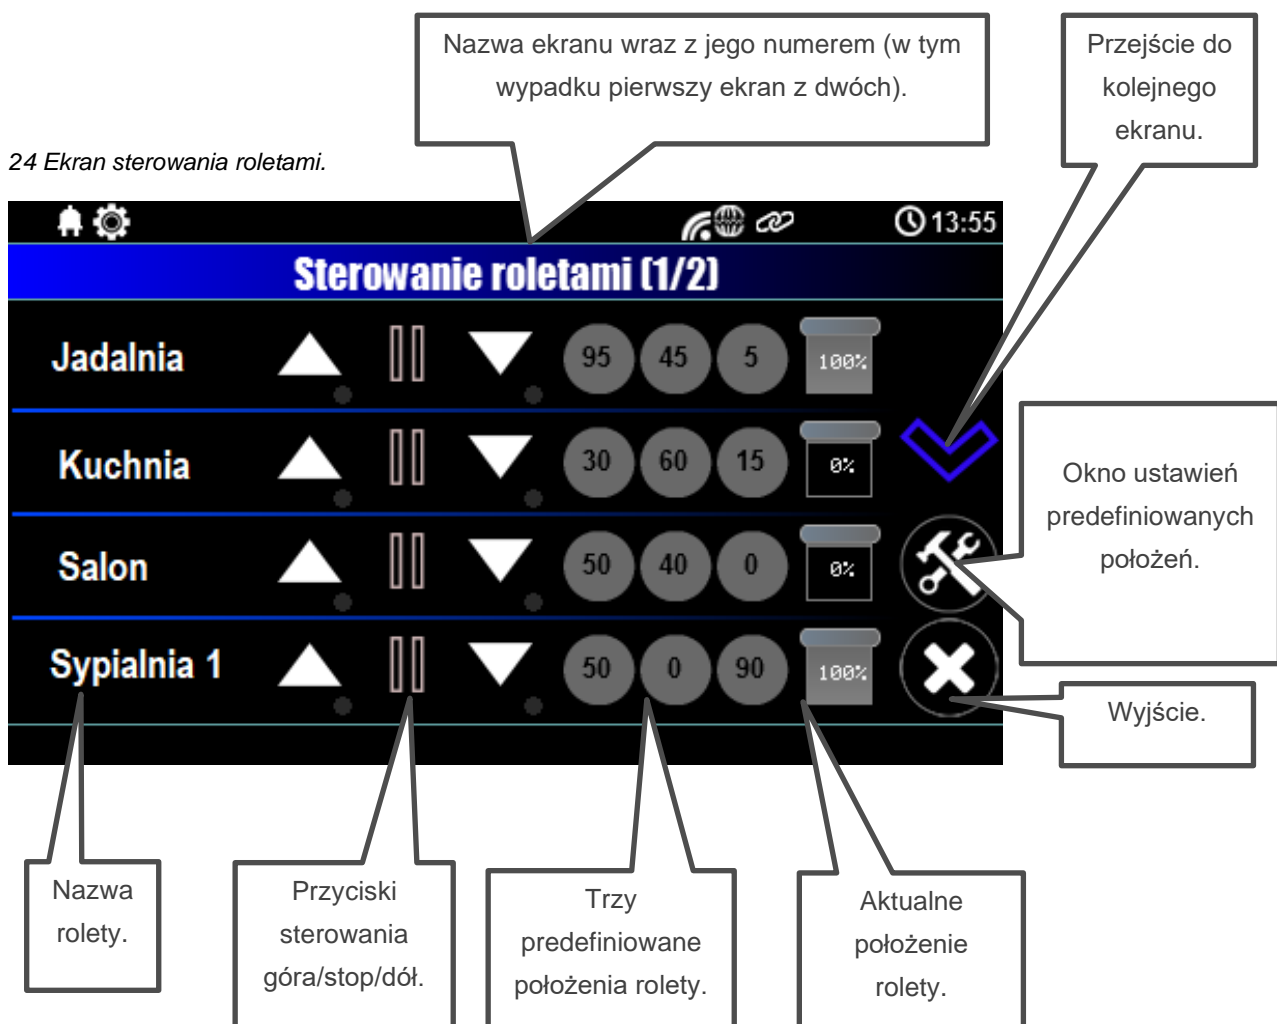 Nazwa ekranu wraz z jego numerem (w tym
wypadku pierwszy ekran z dwóch).
Przejście do
kolejnego
ekranu.
24 Ekran sterowania roletami.
13:55
Sterowanie roletami (1/2)
Jadalnia 95 45 5 100%
Kuchnia 30 60 15 0%
Salon 50 40 0 0%
Sypialnia 1 50 0 90 100%
Okno ustawień
predefiniowanych
położeń.
Wyjście.
Nazwa
rolety.
Przyciski
sterowania
góra/stop/dół.
Trzy
predefiniowane
położenia rolety.
Aktualne
położenie
rolety.